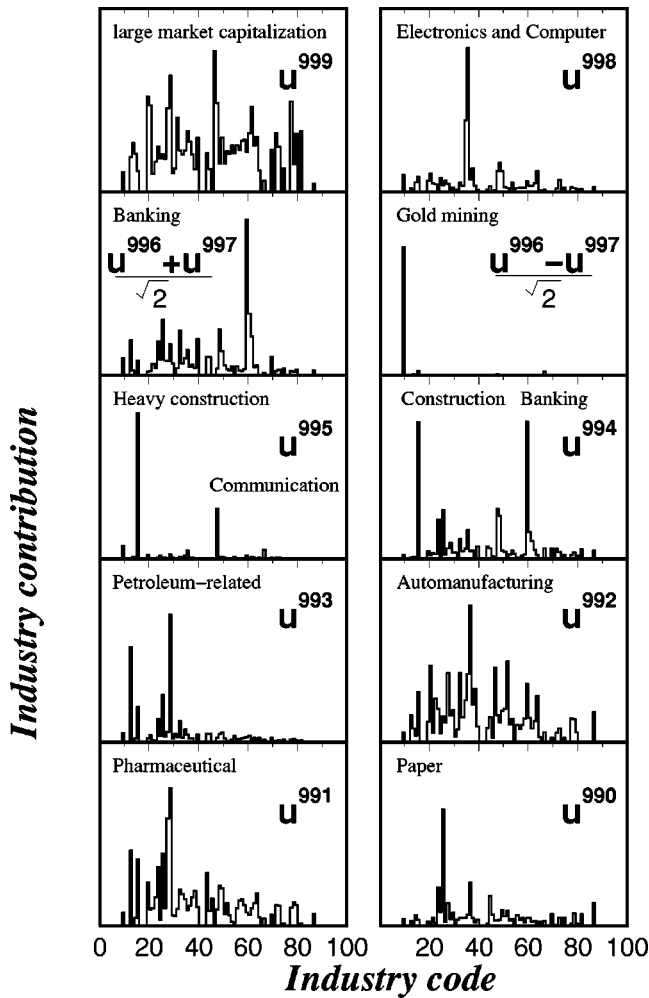 large market capitalization
u999
Electronics and Computer
u998
Banking
u996+u997
√2
Gold mining
u996−u997
√2
Heavy construction
u995
Communication
Construction Banking
u994
Petroleum−related
u993
Automanufacturing
u992
Pharmaceutical
u991
Paper
u990
0 20 40 60 80 100
20 40 60 80 100
Industry code
Industry contribution